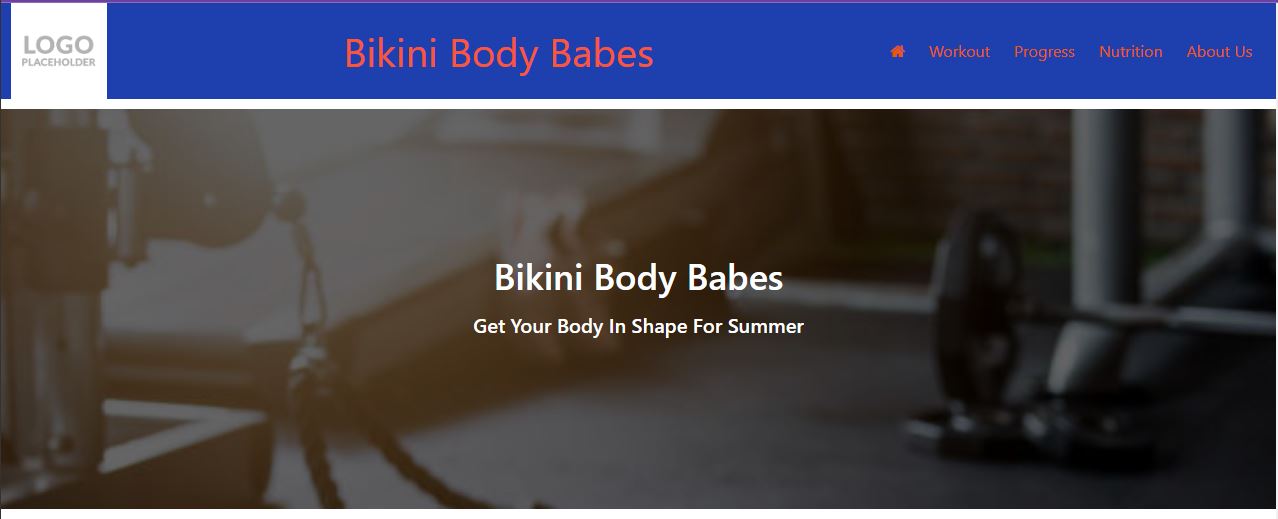 LOGO
PLACEHOLDER
Bikini Body Babes
Workout Progress Nutrition About Us
Bikini Body Babes
Get Your Body In Shape For Summer